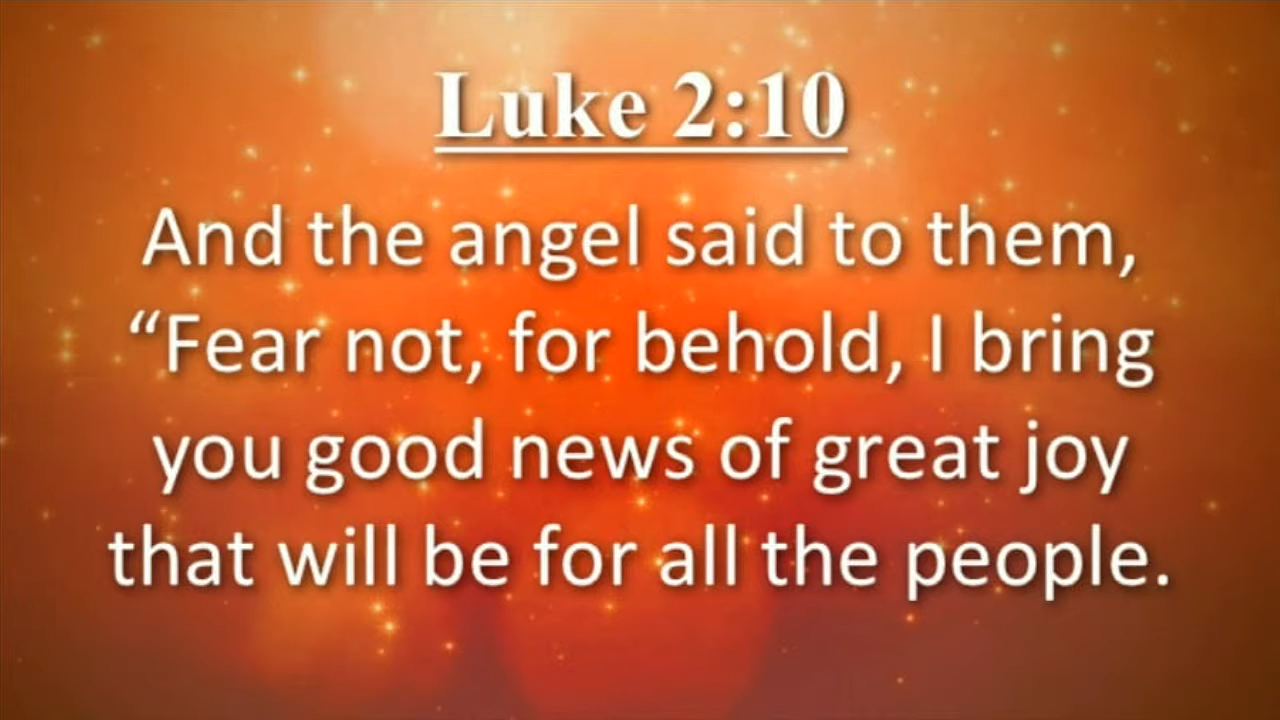 Luke 2:10
And the angel said to them,
“Fear not, for behold, I bring
you good news of great joy
that will be for all the people.